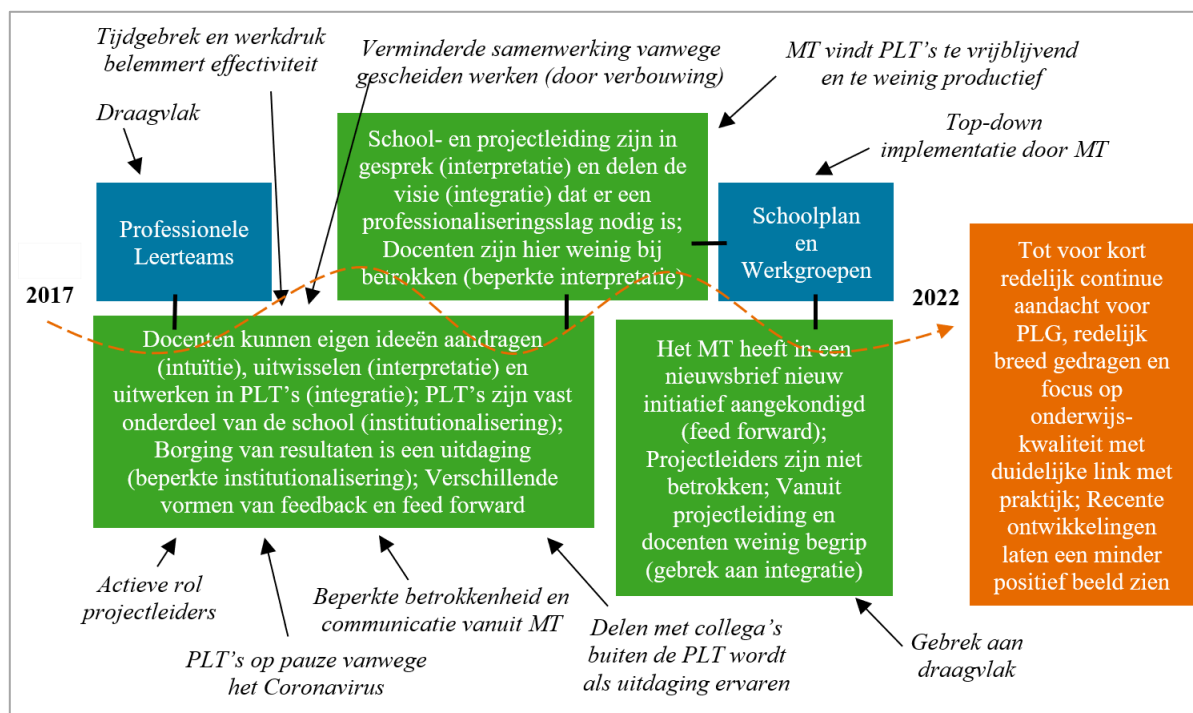 Tijdgebrek en werkdruk
belemmert effectiviteit
Verminderde samenwerking vanwege
gescheiden werken (door verbouwing)
MT vindt PLT's te vrijblijvend
en te weinig productief
Draagvlak
Top-down
implementatie door MT
School- en projectleiding zijn in
gesprek (interpretatie) en delen de
visie (integratie) dat er een
professionaliseringsslag nodig is;
Docenten zijn hier weinig bij
betrokken (beperkte interpretatie)
Professionele
Leerteams
Schoolplan
en
Werkgroepen
2017
2022
Docenten kunnen eigen ideeën aandragen
(intuïtie), uitwisselen (interpretatie) en
uitwerken in PLT's (integratie); PLT's zijn vast
onderdeel van de school (institutionalisering);
Borging van resultaten is een uitdaging
(beperkte institutionalisering); Verschillende
vormen van feedback en feed forward
Het MT heeft in een
nieuwsbrief nieuw
initiatief aangekondigd
(feed forward);
Projectleiders zijn niet
betrokken; Vanuit
projectleiding en
docenten weinig begrip
(gebrek aan integratie)
Tot voor kort
redelijk continue
aandacht voor
PLG, redelijk
breed gedragen en
focus op
onderwijs-
kwaliteit met
duidelijke link met
praktijk; Recente
ontwikkelingen
laten een minder
positief beeld zien
Actieve rol
projectleiders
PLT's op pauze vanwege
het Coronavirus
Beperkte betrokkenheid en
communicatie vanuit MT
Delen met collega's
buiten de PLT wordt
als uitdaging ervaren
Gebrek aan
draagvlak